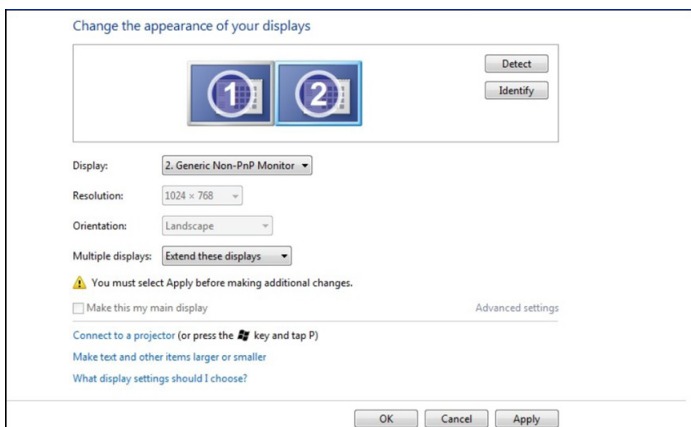 Change the appearance of your displays
1 2
Detect
Identify
Display: 2. Generic Non-PnP Monitor
Resolution: 1024 × 768
Orientation: Landscape
Multiple displays: Extend these displays
You must select Apply before making additional changes.
Make this my main display Advanced settings
Connect to a projector (or press the key and tap P)
Make text and other items larger or smaller
What display settings should I choose?
OK Cancel Apply